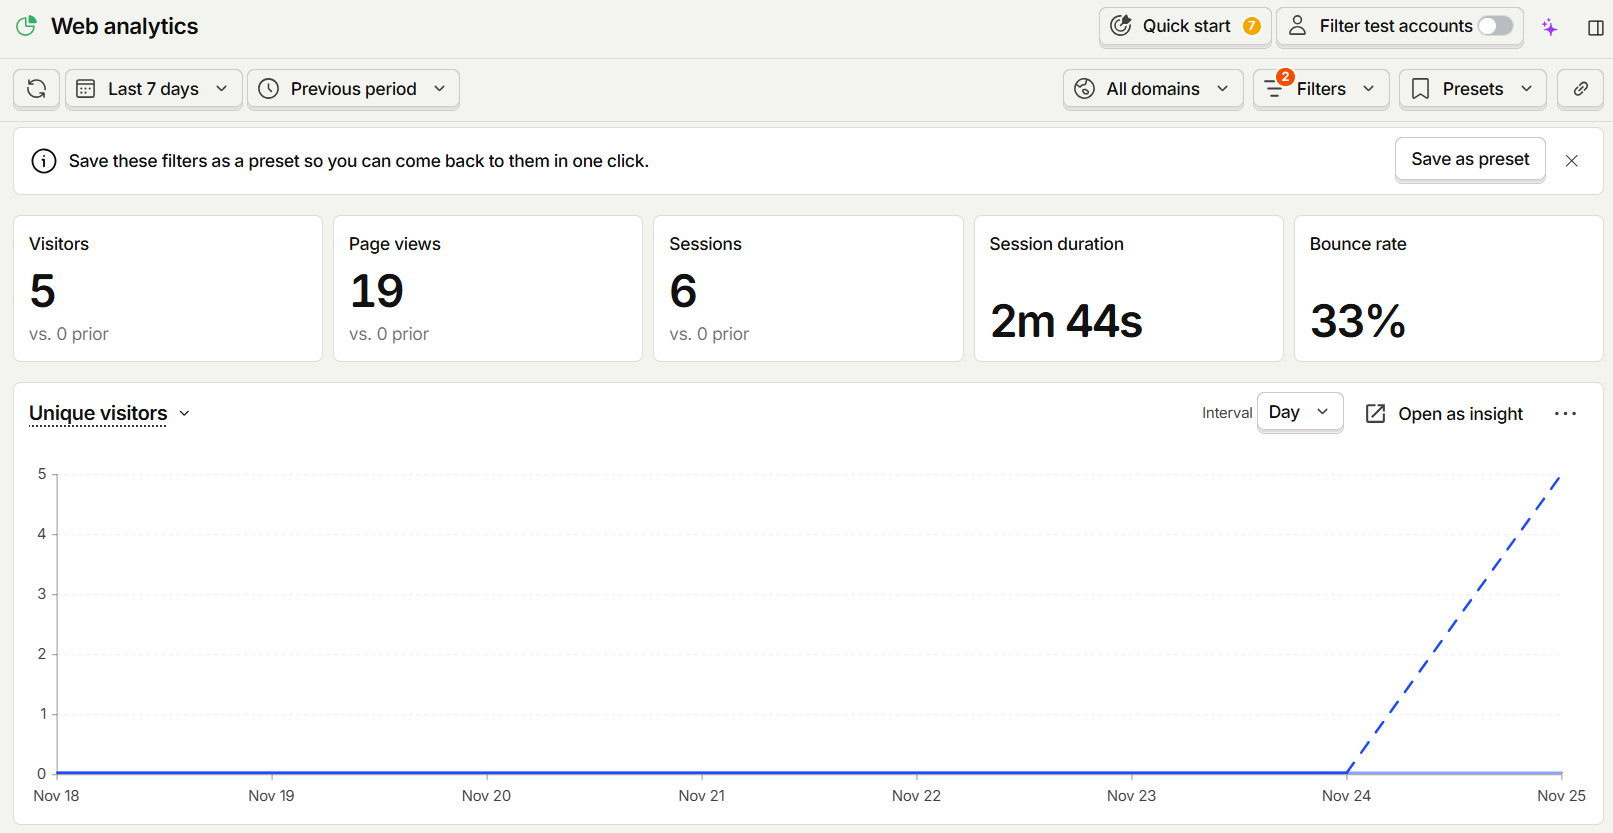 Web analytics
Quick start 7
Filter test accounts
Last 7 days
Previous period
All domains
2
Filters
Presets
Save these filters as a preset so you can come back to them in one click.
Save as preset
Visitors
5
vs. 0 prior
Page views
19
vs. 0 prior
Sessions
6
vs. 0 prior
Session duration
2m 44s
Bounce rate
33%
Unique visitors
Interval
Day
Open as insight
5
4
3
2
1
0
Nov 18
Nov 19
Nov 20
Nov 21
Nov 22
Nov 23
Nov 24
Nov 25